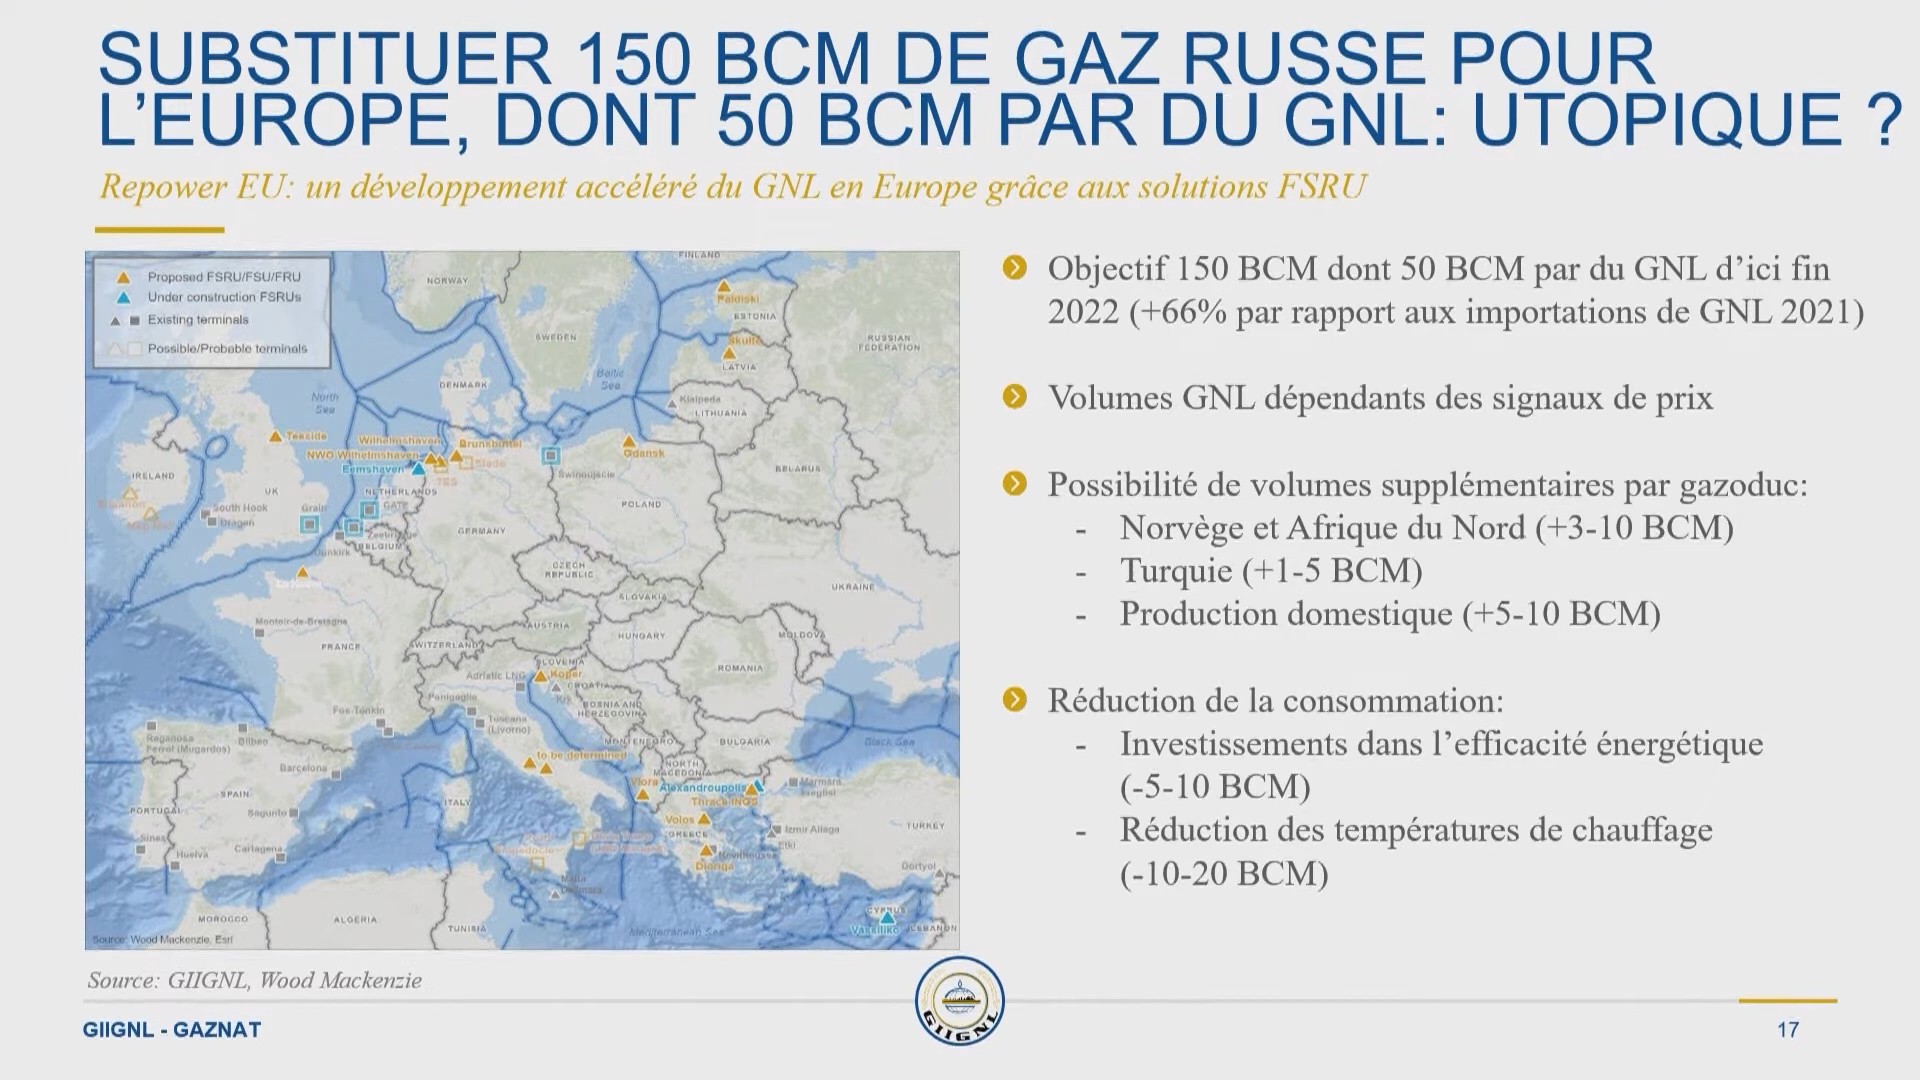 SUBSTITUER 150 BCM DE GAZ RUSSE POUR
L’EUROPE, DONT 50 BCM PAR DU GNL: UTOPIQUE ?
Repower EU: un développement accéléré du GNL en Europe grâce aux solutions FSRU
Proposed FSRU/FSU/FRU
Under construction FSRUs
Existing terminals
Possible/Probable terminals
NORWAY
FINLAND
SWEDEN
Paldiski
ESTONIA
Skulte
LATVIA
RUSSIAN
FEDERATION
Baltic
Sea
DENMARK
North
Sea
Klaipeda
LITHUANIA
Teesside
Wilhelmshaven
Brunsbüttel
NWO Wilhelmshaven
Stade
Eemshaven
TES
Gdansk
Swinoujscie
BELARUS
IRELAND
UK
NETHERLANDS
GATE
POLAND
South Hook
Dragon
Grain
Zeebrugge
GERMANY
Dunkirk
BELGIUM
CZECH
REPUBLIC
UKRAINE
SLOVAKIA
Montoir-de-Bretagne
AUSTRIA
HUNGARY
MOLDOVA
FRANCE
SWITZERLAND
SLOVENIA
ROMANIA
Adriatic LNG
Koper
CROATIA
Krk
Panigaglia
BOSNIA AND
HERZEGOVINA
Fos-Tonkin
Toscana
(Livorno)
MONTENEGRO
BULGARIA
Black Sea
Reganosa
Ferrol (Mugardos)
Bilbao
to be determined
NORTH
MACEDONIA
Barcelona
Vlora
Alexandroupolis
Marmara
Ereglisi
SPAIN
ITALY
Thrace INGS
PORTUGAL
Sagunto
Volos
GREECE
Izmir Aliaga
TURKEY
Sines
Huelva
Cartagena
Etki
Revithoussa
Dioriga
Dortyol
Malta
Delimara
MOROCCO
ALGERIA
TUNISIA
Mediterranean Sea
CYPRUS
Vassiliko
LEBANON
Source: Wood Mackenzie, Esri
Objectif 150 BCM dont 50 BCM par du GNL d’ici fin
2022 (+66% par rapport aux importations de GNL 2021)
Volumes GNL dépendants des signaux de prix
Possibilité de volumes supplémentaires par gazoduc:
- Norvège et Afrique du Nord (+3-10 BCM)
- Turquie (+1-5 BCM)
- Production domestique (+5-10 BCM)
Réduction de la consommation:
- Investissements dans l’efficacité énergétique
(-5-10 BCM)
- Réduction des températures de chauffage
(-10-20 BCM)
Source: GIIGNL, Wood Mackenzie
GIIGNL - GAZNAT
GIIGNL
17